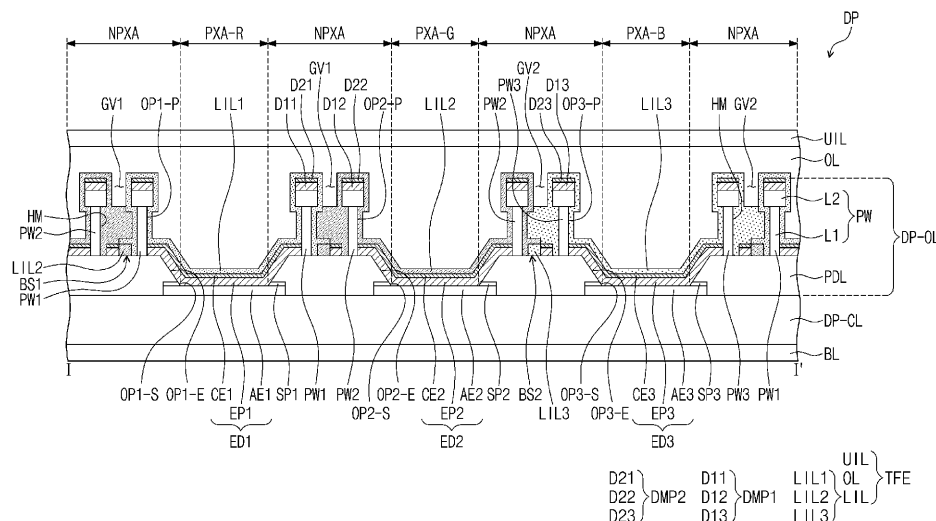 DP
NPXA PXA-R NPXA PXA-G NPXA PXA-B NPXA
GV1 GV2
D21 D22 PW3 D13
GV1 OP1-P LIL1 D11 D12 OP2-P LIL2 PW2 D23 OP3-P LIL3 HM GV2
UIL
OL
HM
PW2
L2
L1
PW
DP-OL
LIL2
BS1
PW1
PDL
DP-CL
BL
I I'
OP1-S OP1-E CE1 AE1 SP1 PW1 PW2 OP2-E CE2 AE2 SP2 BS2 OP3-S CE3 AE3 SP3 PW3 PW1
EP1 OP2-S EP2 LIL3 OP3-E EP3
ED1 ED2 ED3
UIL
D21 D11 LIL1 OL TFE
D22 DMP2 D12 DMP1 LIL2 LIL
D23 D13 LIL3